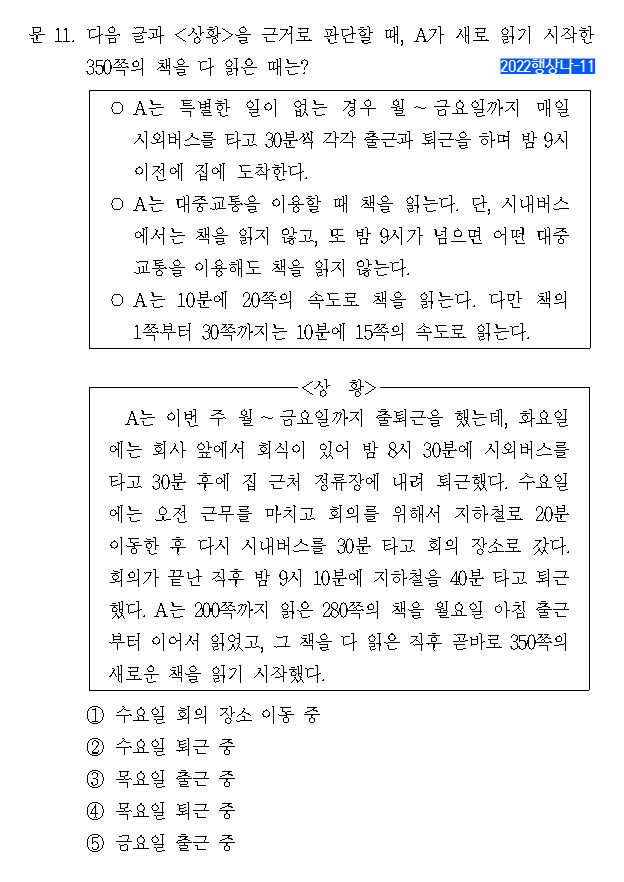 문 11. 다음 글과 <상황>을 근거로 판단할 때, A가 새로 읽기 시작한
350쪽의 책을 다 읽은 때는?
2022행상나-11
○ A는 특별한 일이 없는 경우 월~금요일까지 매일
시외버스를 타고 30분씩 각각 출근과 퇴근을 하며 밤 9시
이전에 집에 도착한다.
○ A는 대중교통을 이용할 때 책을 읽는다. 단, 시내버스
에서는 책을 읽지 않고, 또 밤 9시가 넘으면 어떤 대중
교통을 이용해도 책을 읽지 않는다.
○ A는 10분에 20쪽의 속도로 책을 읽는다. 다만 책의
1쪽부터 30쪽까지는 10분에 15쪽의 속도로 읽는다.
<상 황>
A는 이번 주 월~금요일까지 출퇴근을 했는데, 화요일
에는 회사 앞에서 회식이 있어 밤 8시 30분에 시외버스를
타고 30분 후에 집 근처 정류장에 내려 퇴근했다. 수요일
에는 오전 근무를 마치고 회의를 위해서 지하철로 20분
이동한 후 다시 시내버스를 30분 타고 회의 장소로 갔다.
회의가 끝난 직후 밤 9시 10분에 지하철을 40분 타고 퇴근
했다. A는 200쪽까지 읽은 280쪽의 책을 월요일 아침 출근
부터 이어서 읽었고, 그 책을 다 읽은 직후 곧바로 350쪽의
새로운 책을 읽기 시작했다.
① 수요일 회의 장소 이동 중
② 수요일 퇴근 중
③ 목요일 출근 중
④ 목요일 퇴근 중
⑤ 금요일 출근 중